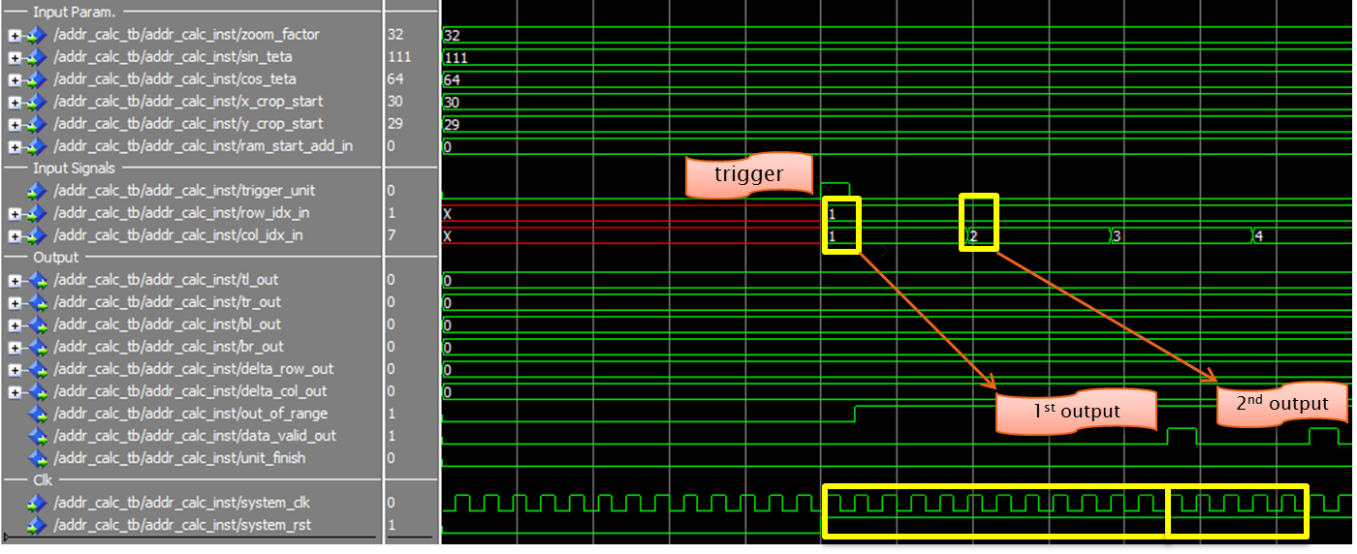 Input Param.
/addr_calc_tb/addr_calc_inst/zoom_factor 32 32
/addr_calc_tb/addr_calc_inst/sin_teta 111 111
/addr_calc_tb/addr_calc_inst/cos_teta 64 64
/addr_calc_tb/addr_calc_inst/x_crop_start 30 30
/addr_calc_tb/addr_calc_inst/y_crop_start 29 29
/addr_calc_tb/addr_calc_inst/ram_start_add_in 0 0
Input Signals
trigger
/addr_calc_tb/addr_calc_inst/trigger_unit 0
/addr_calc_tb/addr_calc_inst/row_idx_in 1 X 1
/addr_calc_tb/addr_calc_inst/col_idx_in 7 X 1 2 3 4
Output
/addr_calc_tb/addr_calc_inst/tl_out 0 0
/addr_calc_tb/addr_calc_inst/tr_out 0 0
/addr_calc_tb/addr_calc_inst/bl_out 0 0
/addr_calc_tb/addr_calc_inst/br_out 0 0
/addr_calc_tb/addr_calc_inst/delta_row_out 0 0
/addr_calc_tb/addr_calc_inst/delta_col_out 0 0
/addr_calc_tb/addr_calc_inst/out_of_range 1
1st output
2nd output
/addr_calc_tb/addr_calc_inst/data_valid_out 1
/addr_calc_tb/addr_calc_inst/unit_finish 0
Clk
/addr_calc_tb/addr_calc_inst/system_clk 0
/addr_calc_tb/addr_calc_inst/system_rst 1